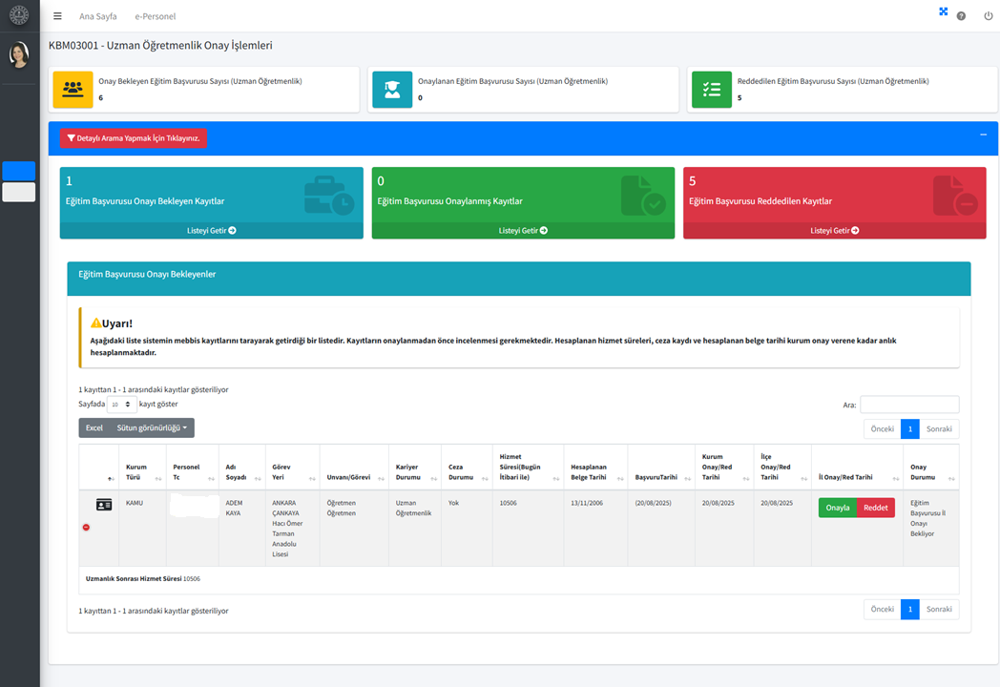 Ana Sayfa e-Personel
KBM03001 - Uzman Öğretmenlik Onay İşlemleri
Onay Bekleyen Eğitim Başvurusu Sayısı (Uzman Öğretmenlik)
6
Onaylanan Eğitim Başvurusu Sayısı (Uzman Öğretmenlik)
0
Reddedilen Eğitim Başvurusu Sayısı (Uzman Öğretmenlik)
5
Detaylı Arama Yapmak İçin Tıklayınız.
1
Eğitim Başvurusu Onayı Bekleyen Kayıtlar
Listeyi Getir
0
Eğitim Başvurusu Onaylanmış Kayıtlar
Listeyi Getir
5
Eğitim Başvurusu Reddedilen Kayıtlar
Listeyi Getir
Eğitim Başvurusu Onayı Bekleyenler
Uyarı!
Aşağıdaki liste sistemin mebbis kayıtlarını tarayarak getirdiği bir listedir. Kayıtların onaylanmadan önce incelenmesi gerekmektedir. Hesaplanan hizmet süreleri, ceza kaydı ve hesaplanan belge tarihi kurum onay verene kadar anlık
hesaplanmaktadır.
1 kayıttan 1 - 1 arasındaki kayıtlar gösteriliyor
Sayfada 10 kayıt göster
Ara:
Excel Sütun görünürlüğü
Önceki 1 Sonraki
Kurum
Türü
Personel
Tc
Adı
Soyadı
Görev
Yeri
Unvanı/Görevi
Kariyer
Durumu
Ceza
Durumu
Hizmet
Süresi(Bugün
İtibari ile)
Hesaplanan
Belge Tarihi
BaşvuruTarihi
Kurum
Onay/Red
Tarihi
İlçe
Onay/Red
Tarihi
İl Onay/Red Tarihi
Onay
Durumu
KAMU
ADEM
KAYA
ANKARA
ÇANKAYA
Hacı Ömer
Tarman
Anadolu
Lisesi
Öğretmen
Öğretmen
Uzman
Öğretmenlik
Yok
10506
13/11/2006
(20/08/2025)
20/08/2025
20/08/2025
Onayla Reddet
Eğitim
Başvurusu İl
Onayı
Bekliyor
Uzmanlık Sonrası Hizmet Süresi 10506
1 kayıttan 1 - 1 arasındaki kayıtlar gösteriliyor
Önceki 1 Sonraki